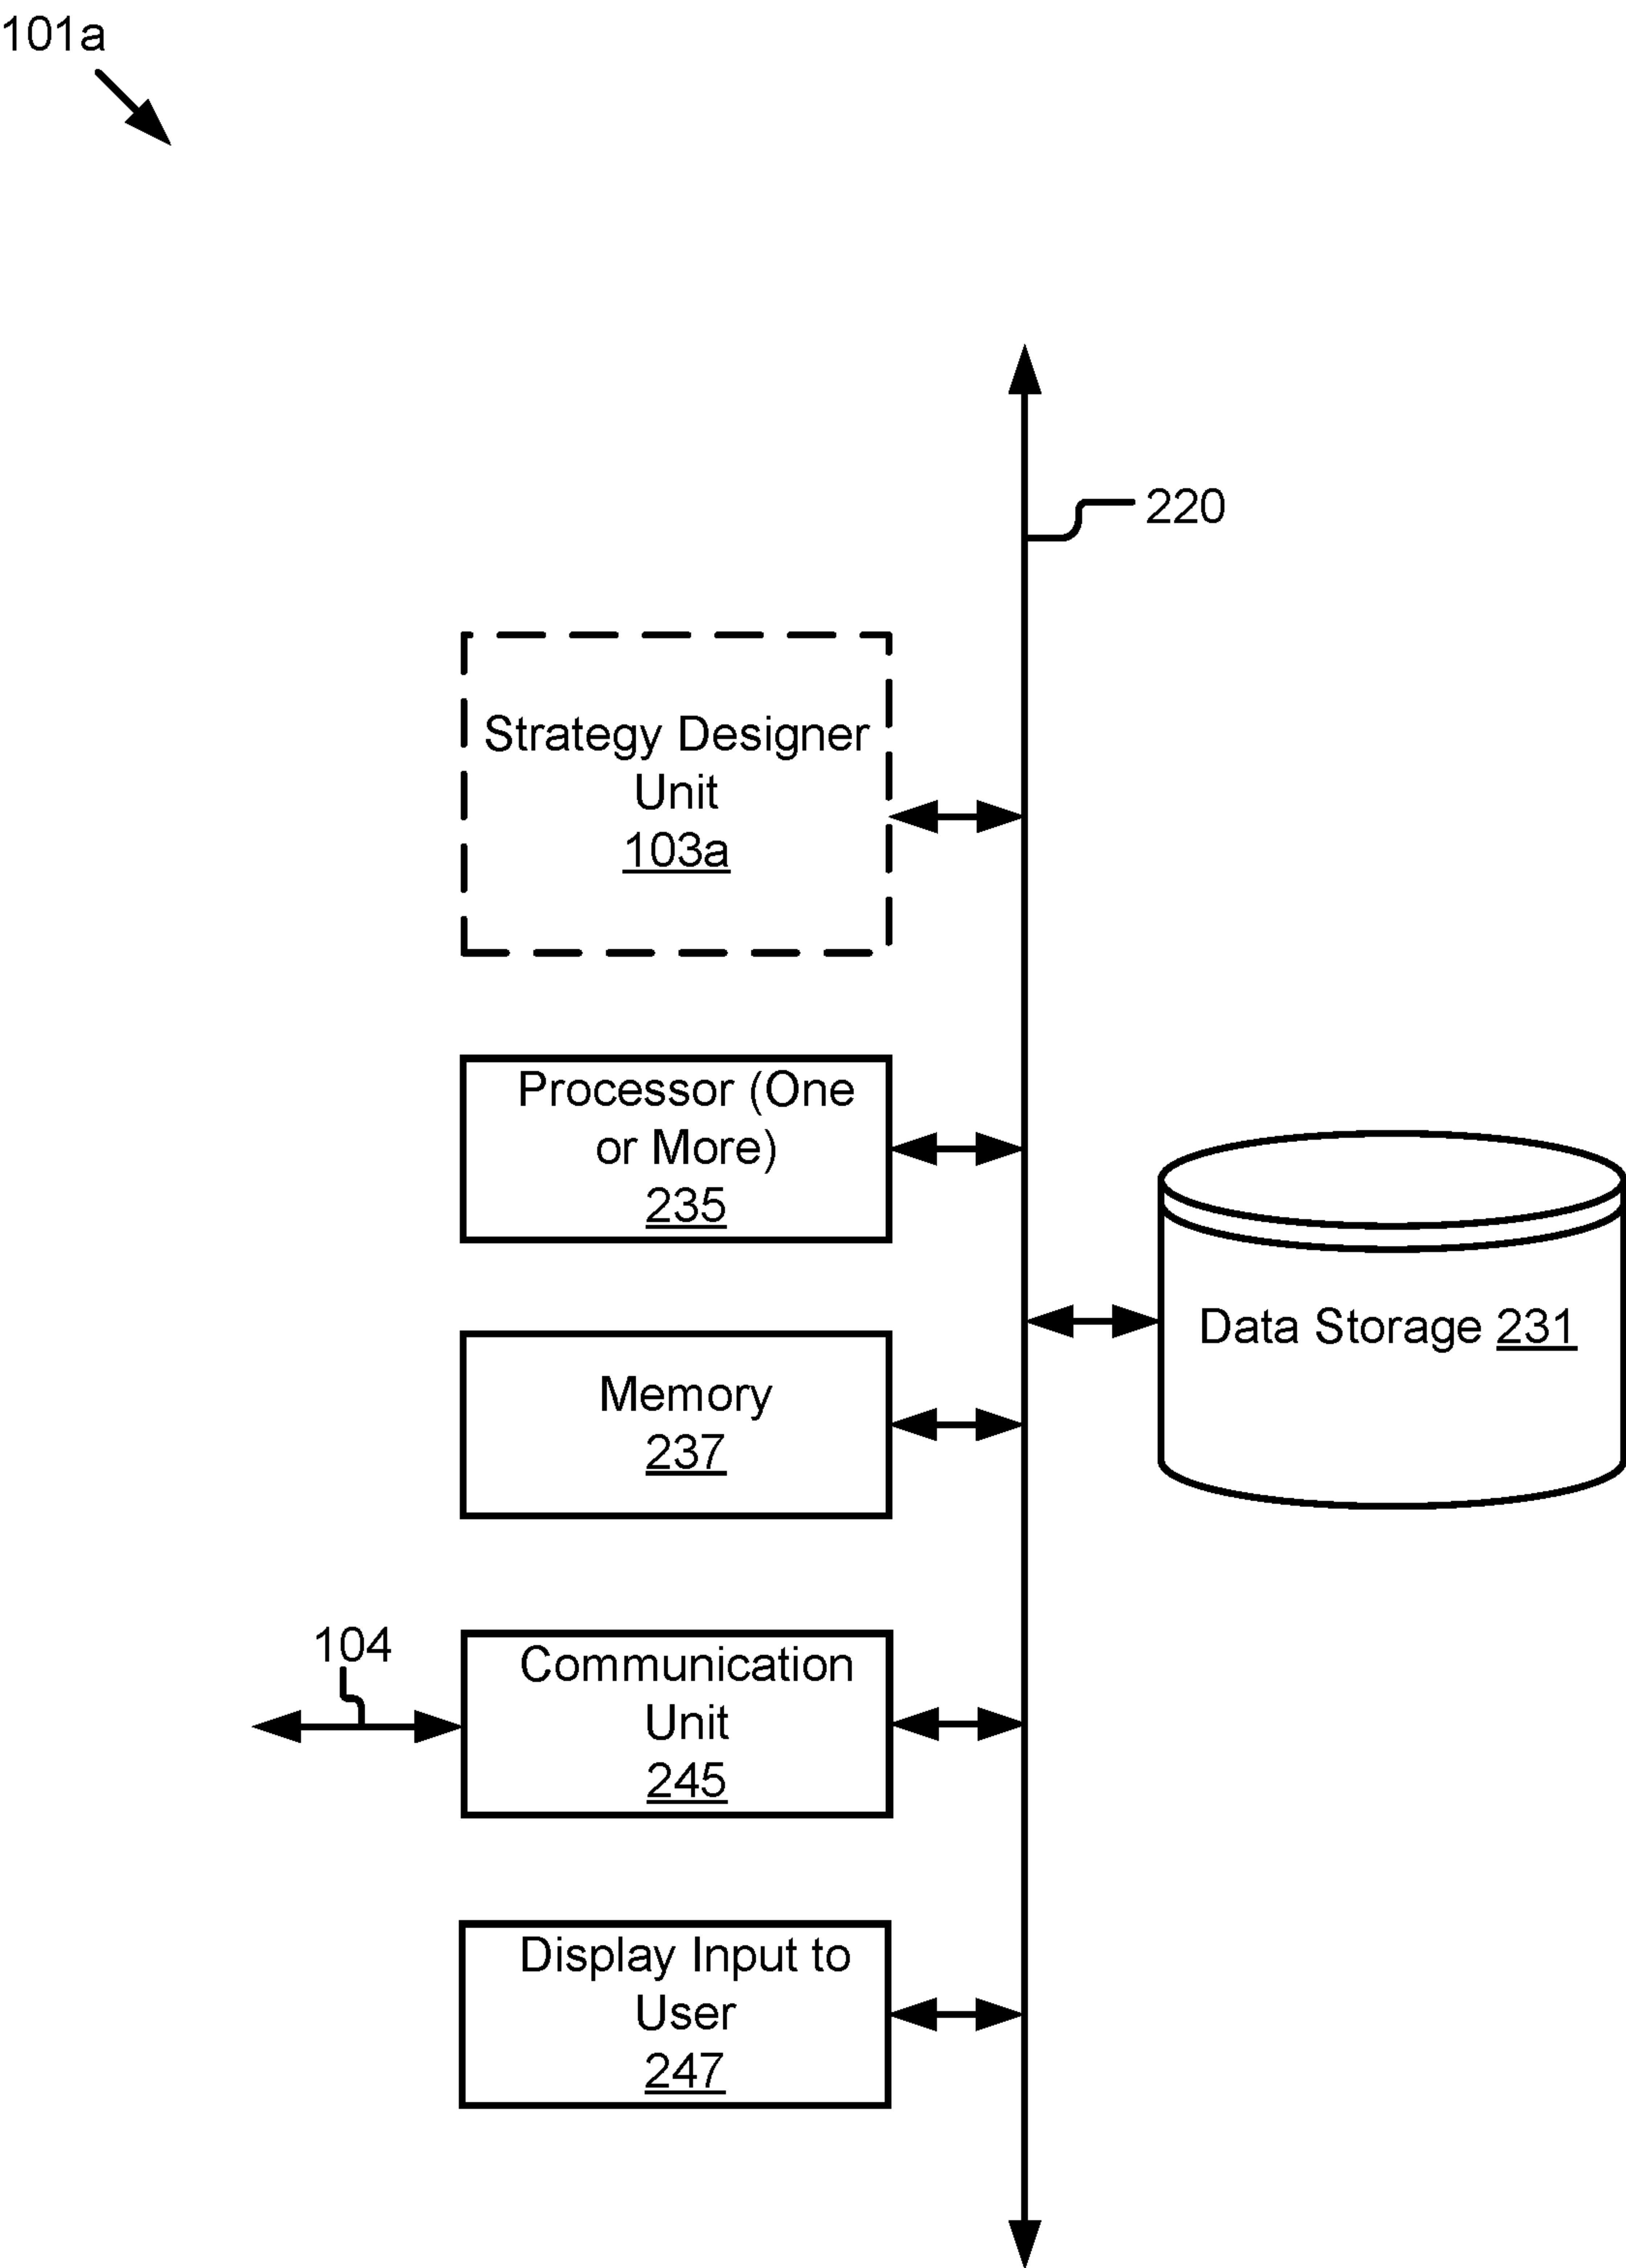 101a
220
Strategy Designer
Unit
103a
Processor (One
or More)
235
Data Storage 231
Memory
237
104
Communication
Unit
245
Display Input to
User
247